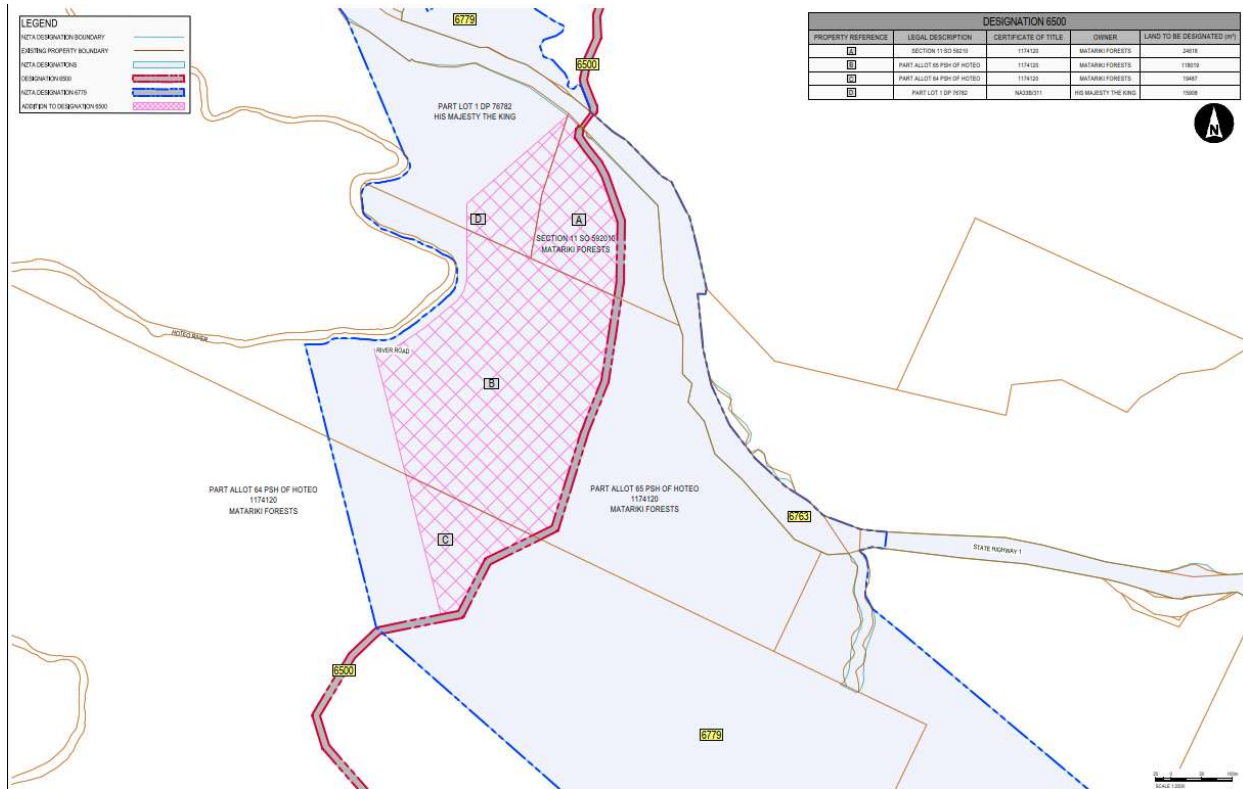 LEGEND
NZTA DESIGNATION BOUNDARY
EXISTING PROPERTY BOUNDARY
NZTA DESIGNATIONS
DESIGNATION 6500
NZTA DESIGNATION 6779
ADDITION TO DESIGNATION 6500
DESIGNATION 6500
PROPERTY REFERENCE LEGAL DESCRIPTION CERTIFICATE OF TITLE OWNER LAND TO BE DESIGNATED (m²)
A 1174120 MATARIKI FORESTS
B PART ALLOT 65 PSH OF HOTEO 1174120 MATARIKI FORESTS
C PART ALLOT 64 PSH OF HOTEO 1174120 MATARIKI FORESTS
D PART LOT 1 DP 76782 NA33B/311 HIS MAJESTY THE KING
N
6779
6500
PART LOT 1 DP 76782
HIS MAJESTY THE KING
D
A
SECTION 11 SO 592010
MATARIKI FORESTS
HOTEO RIVER
RIVER ROAD
B
PART ALLOT 64 PSH OF HOTEO
1174120
MATARIKI FORESTS
PART ALLOT 65 PSH OF HOTEO
1174120
MATARIKI FORESTS
6763
C
STATE HIGHWAY 1
6500
6779